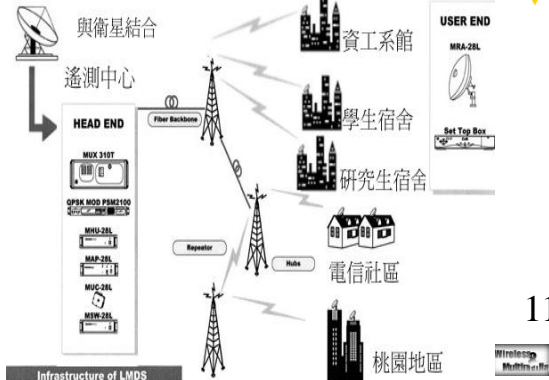 與衛星結合
遙測中心
HEAD END
MUX 310T
QPSK MOD PSM2100
MHU-28L
MAP-28L
MUC-28L
MSW-28L
Infrastructure of LMDS
Fiber Backbone
Repeator
Hubs
資工系館
學生宿舍
研究生宿舍
電信社區
桃園地區
USER END
MRA-28L
Set Top Box
11
Wireless